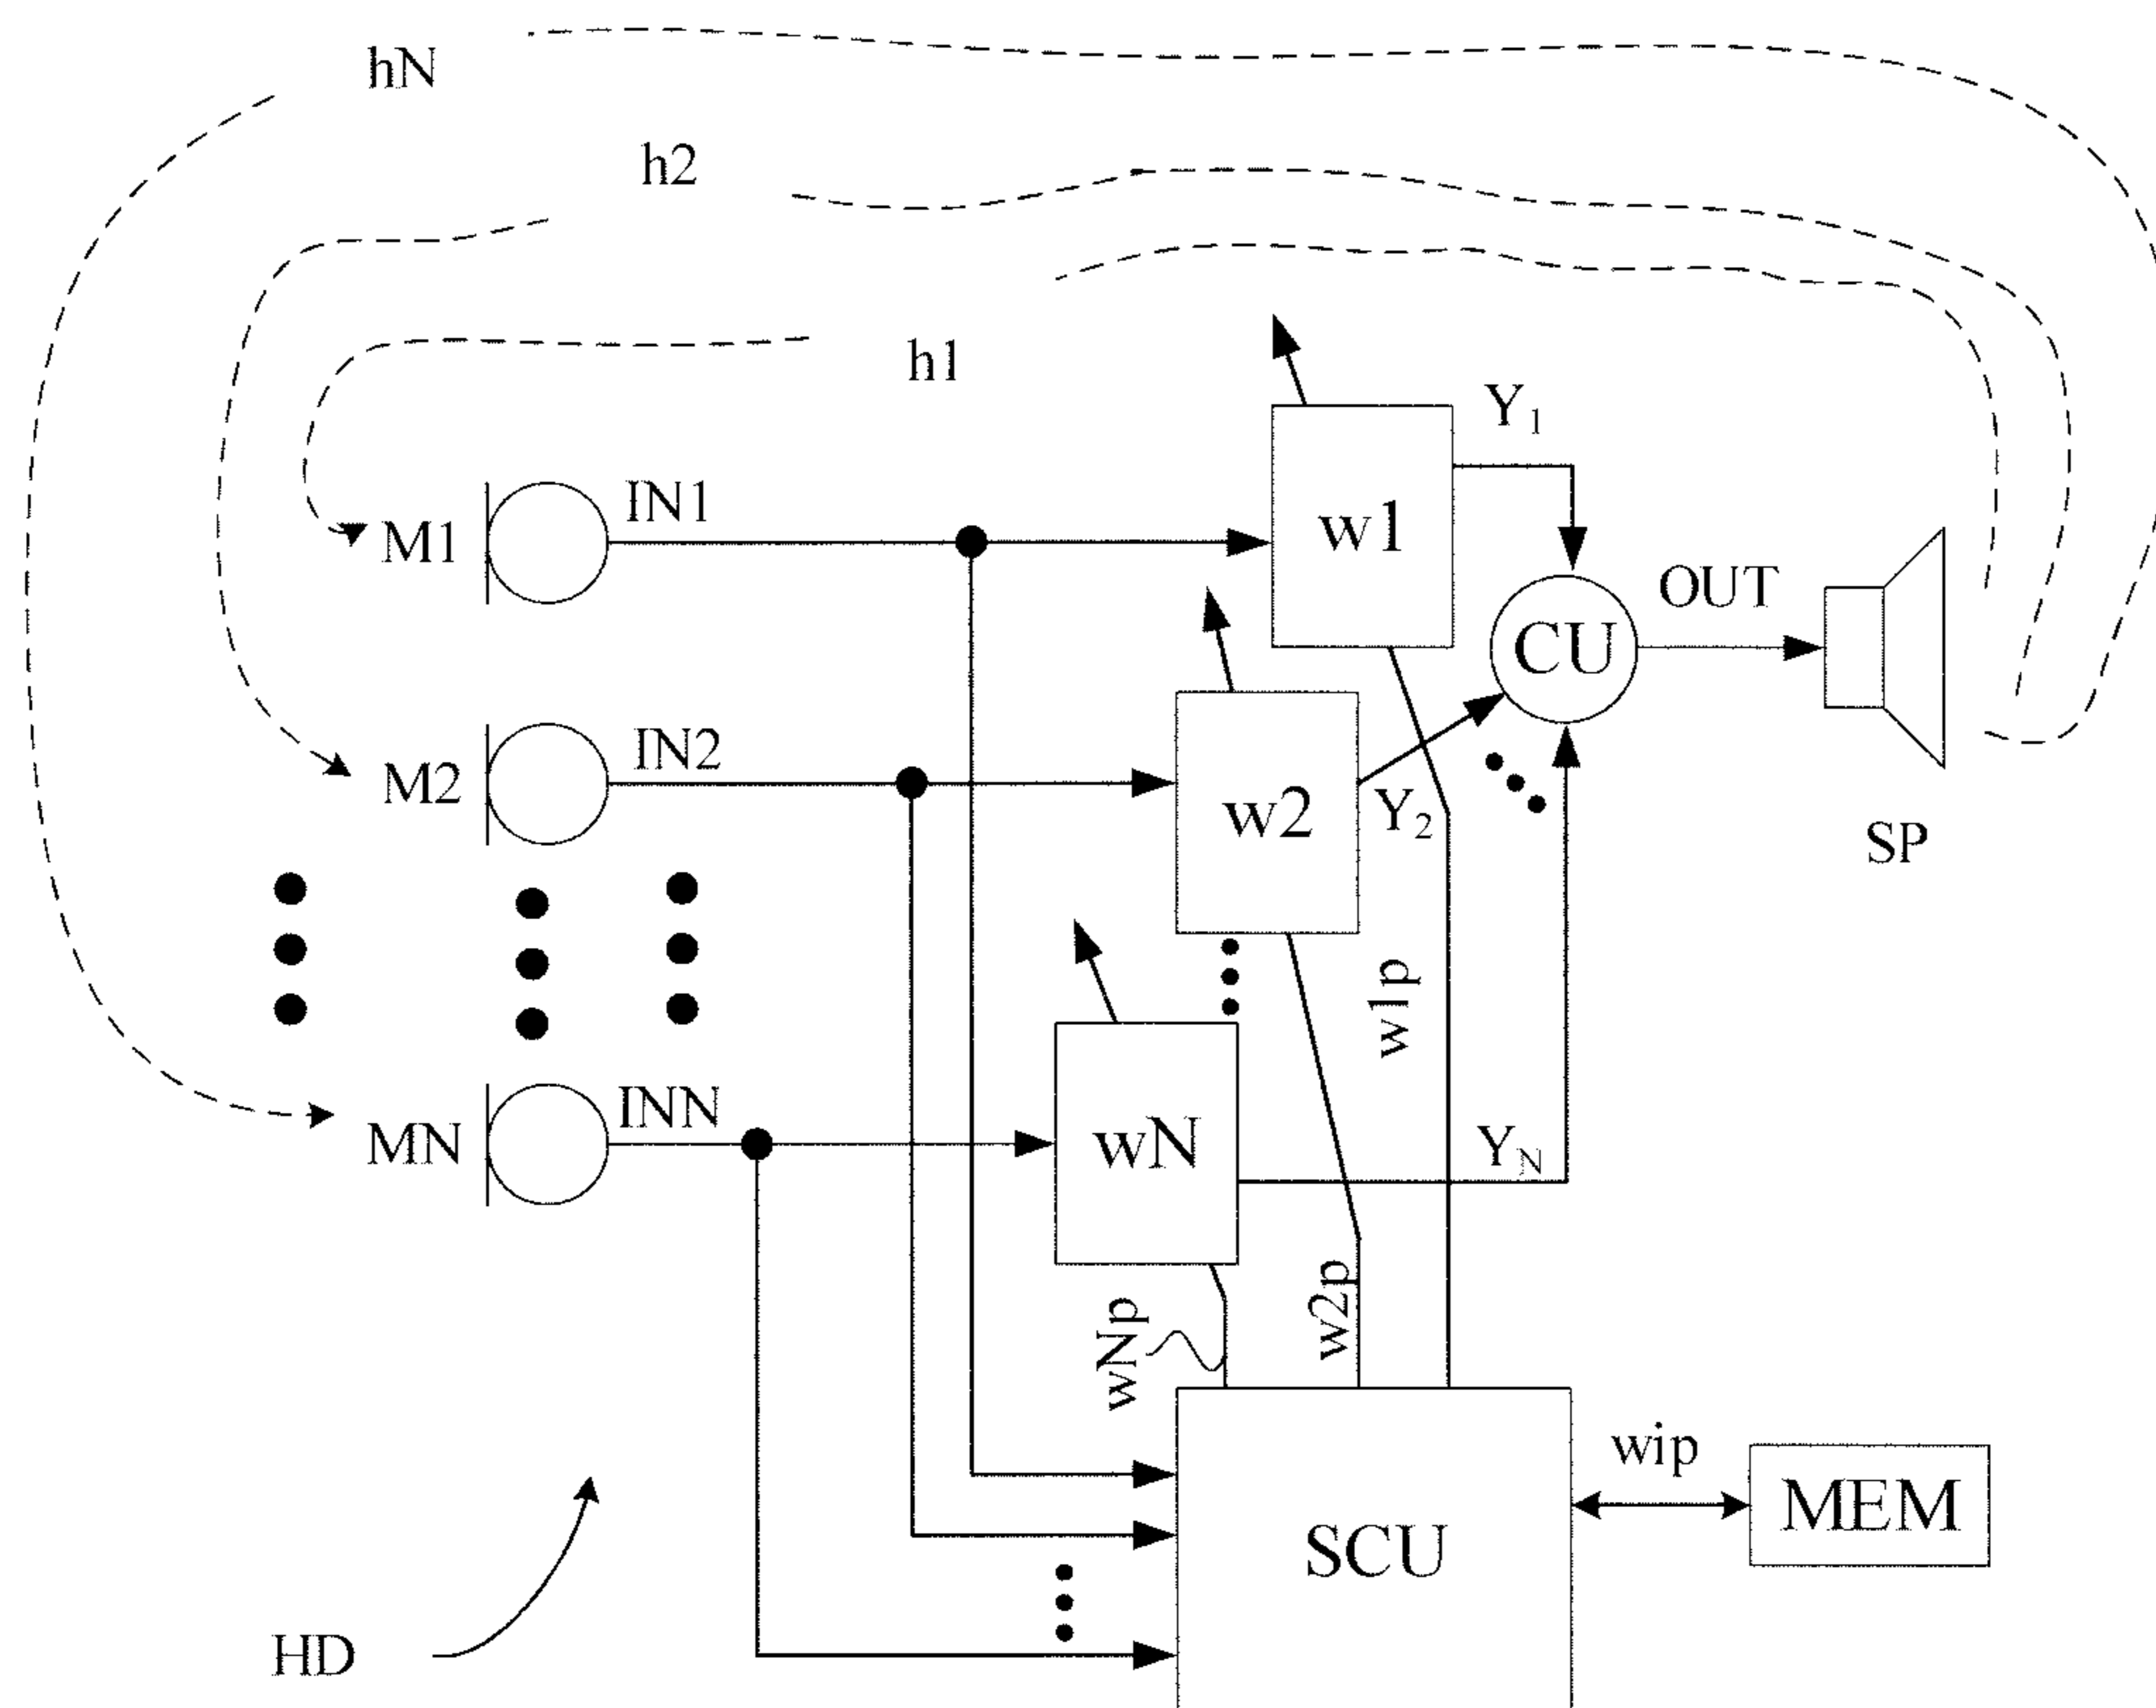 hN
h2
h1
Y1
M1
IN1
w1
OUT
CU
M2
IN2
w2
Y2
SP
w1p
MN
INN
wN
YN
w2p
wNp
wip
MEM
SCU
HD